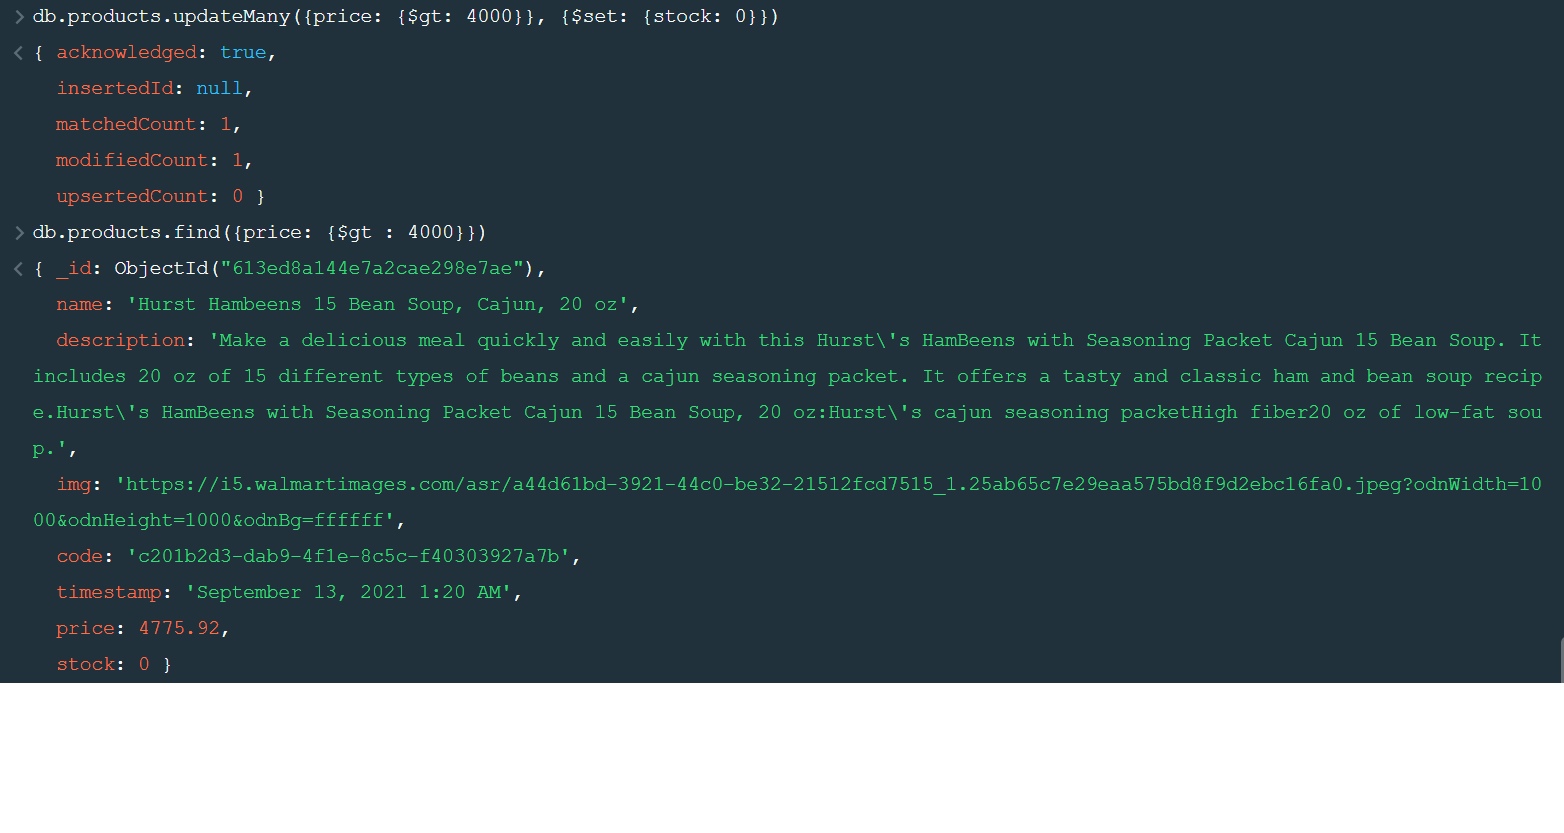 > db.products.updateMany({price: {$gt: 4000}}, {$set: {stock: 0}})
< { acknowledged: true,
insertedId: null,
matchedCount: 1,
modifiedCount: 1,
upsertedCount: 0 }
> db.products.find({price: {$gt : 4000}})
< { _id: ObjectId("613ed8a144e7a2cae298e7ae"),
name: 'Hurst Hambeens 15 Bean Soup, Cajun, 20 oz',
description: 'Make a delicious meal quickly and easily with this Hurst\'s HamBeens with Seasoning Packet Cajun 15 Bean Soup. It
includes 20 oz of 15 different types of beans and a cajun seasoning packet. It offers a tasty and classic ham and bean soup recip
e.Hurst\'s HamBeens with Seasoning Packet Cajun 15 Bean Soup, 20 oz:Hurst\'s cajun seasoning packetHigh fiber20 oz of low-fat sou
p.',
img: 'https://i5.walmartimages.com/asr/a44d61bd-3921-44c0-be32-21512fcd7515_1.25ab65c7e29eaa575bd8f9d2ebc16fa0.jpeg?odnWidth=10
00&odnHeight=1000&odnBg=ffffff',
code: 'c201b2d3-dab9-4f1e-8c5c-f40303927a7b',
timestamp: 'September 13, 2021 1:20 AM',
price: 4775.92,
stock: 0 }